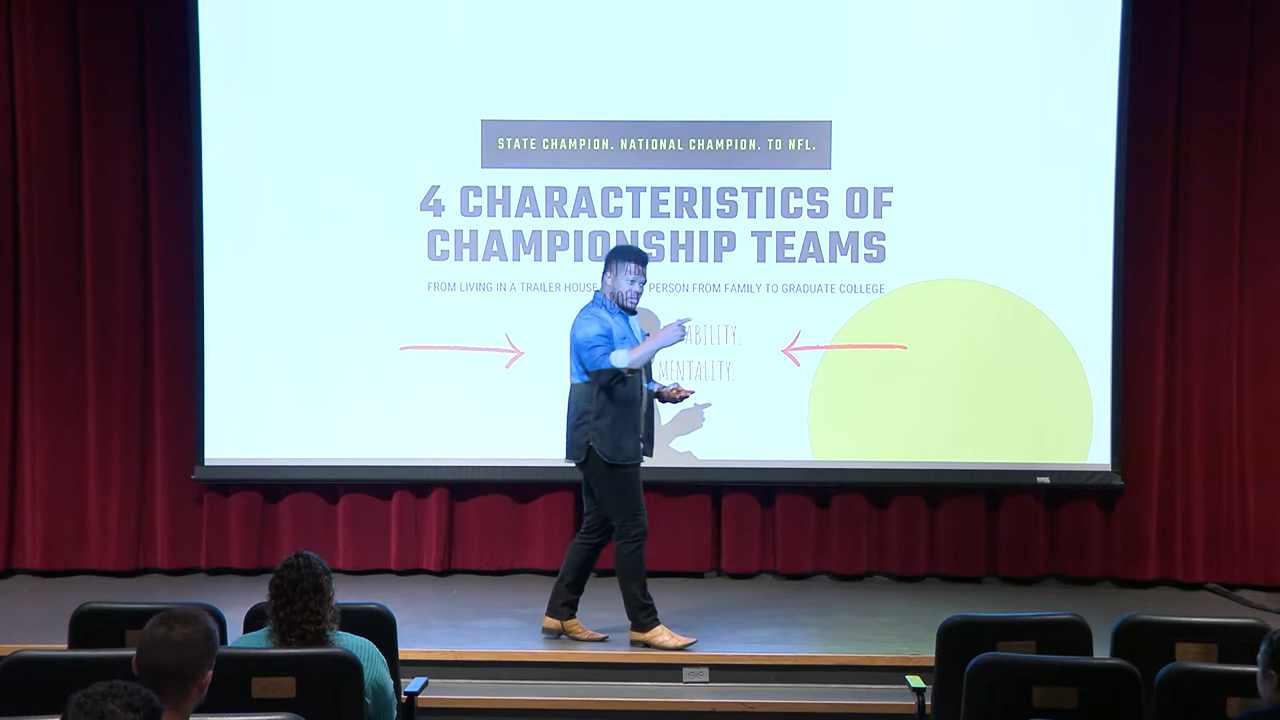 STATE CHAMPION. NATIONAL CHAMPION. TO NFL.
4 CHARACTERISTICS OF
CHAMPIONSHIP TEAMS
FROM LIVING IN A TRAILER HOUSE PERSON FROM FAMILY TO GRADUATE COLLEGE
ABILITY.
MENTALITY.